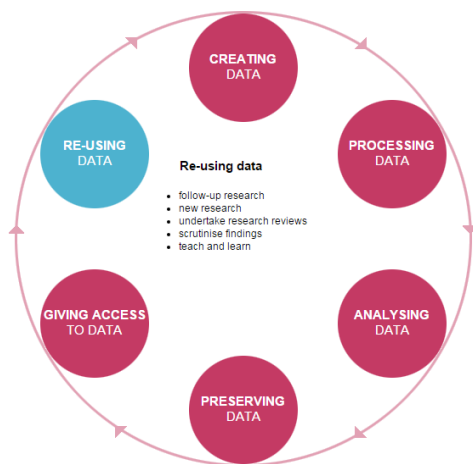 CREATING
DATA
RE-USING
DATA
PROCESSING
DATA
Re-using data
follow-up research
new research
undertake research reviews
scrutinise findings
teach and learn
GIVING ACCESS
TO DATA
ANALYSING
DATA
PRESERVING
DATA